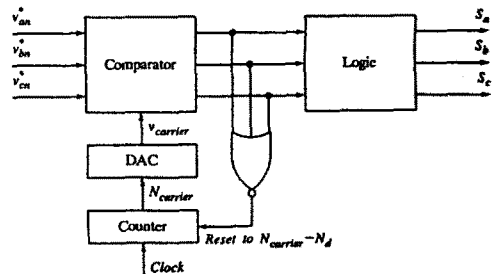 v*an
v*bn
v*cn
Comparator
Logic
Sa
Sb
Sc
vcarrier
DAC
Ncarrier
Counter
Reset to Ncarrier−Nd
Clock